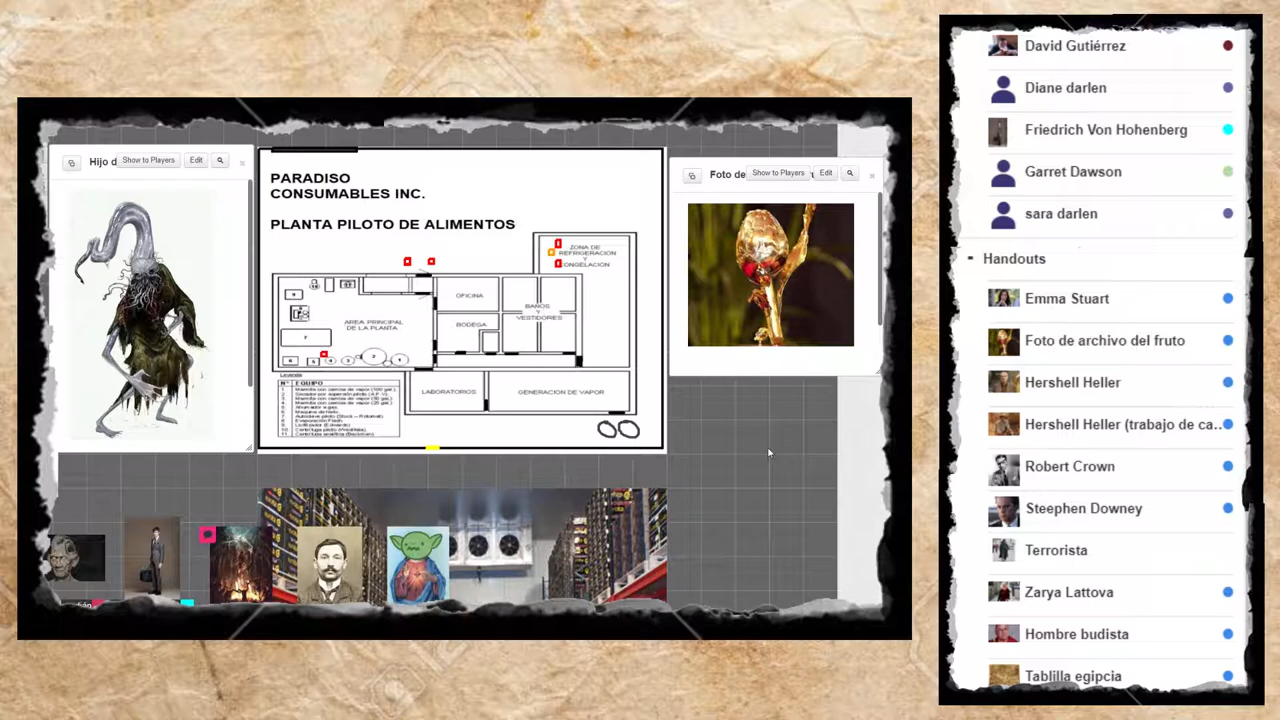 Hijo d
Show to Players
Edit
PARADISO
CONSUMABLES INC.
PLANTA PILOTO DE ALIMENTOS
ZONA DE
REFRIGERACION
Y
CONGELACION
OFICINA
BAÑOS
Y
VESTIDORES
AREA PRINCIPAL
DE LA PLANTA
BODEGA
LABORATORIOS
GENERACION DE VAPOR
Nº EQUIPO
Foto de
Show to Players
Edit
David Gutiérrez
Diane darlen
Friedrich Von Hohenberg
Garret Dawson
sara darlen
Handouts
Emma Stuart
Foto de archivo del fruto
Hershell Heller
Hershell Heller (trabajo de ca...
Robert Crown
Steephen Downey
Terrorista
Zarya Lattova
Hombre budista
Tablilla egipcia